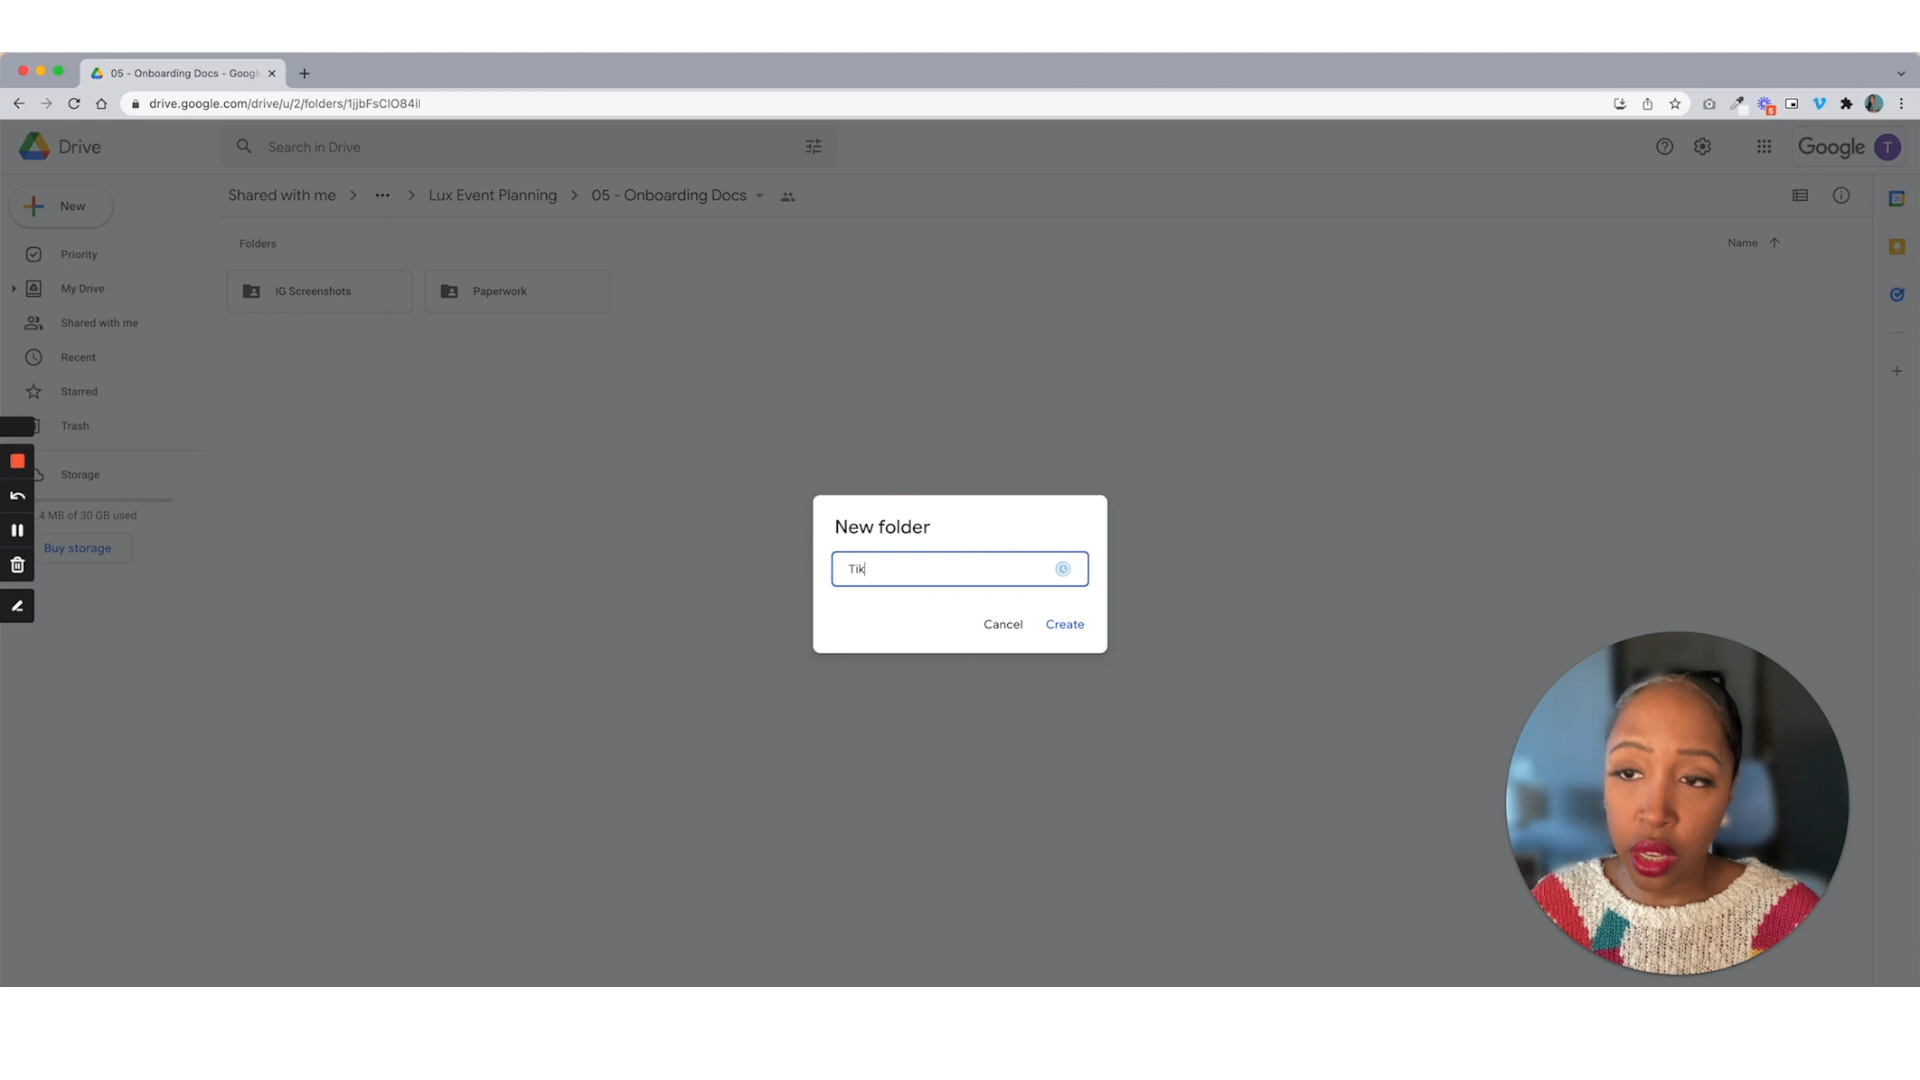 05 - Onboarding Docs - Googl
drive.google.com/drive/u/2/folders/1jjbFsClO84il
Drive
Search in Drive
Google
T
New
Shared with me
Lux Event Planning
05 - Onboarding Docs
Folders
Name
IG Screenshots
Paperwork
Priority
My Drive
Shared with me
Recent
Starred
Trash
Storage
.4 MB of 30 GB used
Buy storage
New folder
Tik
Cancel
Create